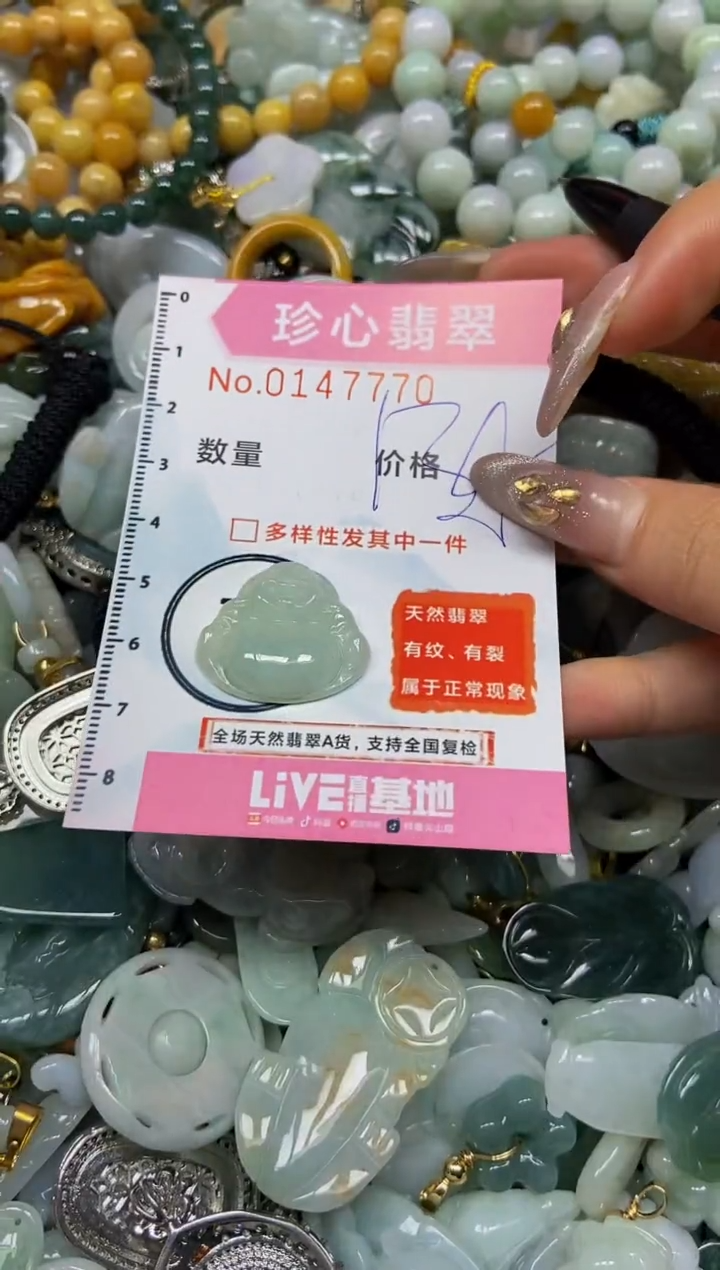 珍心翡翠
No.0147770
数量 价格
多样性发其中一件
天然翡翠
有纹、有裂
属于正常现象
全场天然翡翠A货，支持全国复检
LiVE直播基地
0
1
2
3
4
5
6
7
8